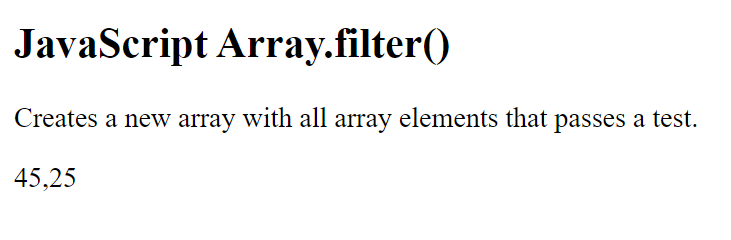 JavaScript Array.filter()
Creates a new array with all array elements that passes a test.
45,25